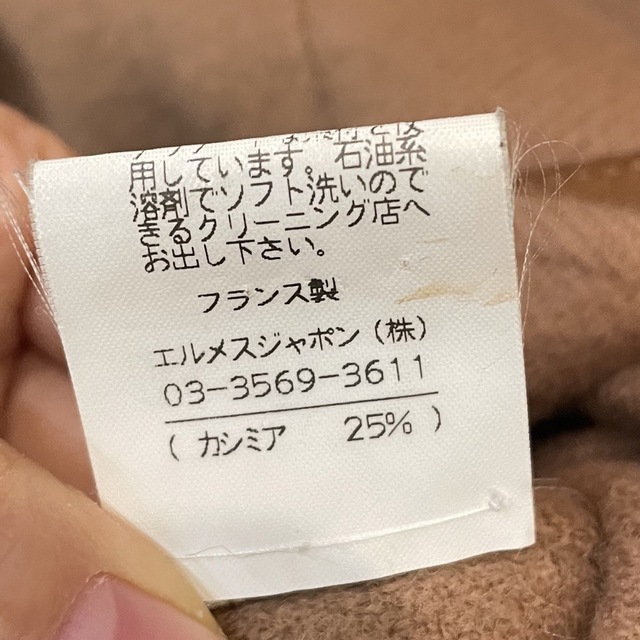 用しています。石油系
溶剤でソフト洗いので
きるクリーニング店へ
お出し下さい。
フランス製
エルメスジャポン(株)
03-3569-3611
( カシミア 25% )